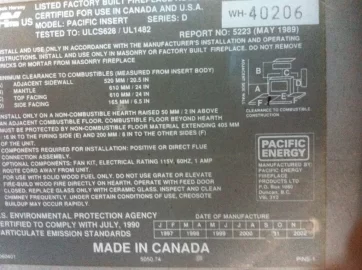 LISTED FACTORY BUILT FIREPLACE
CERTIFIED FOR USE IN CANADA AND U.S.A.
US MODEL: PACIFIC INSERT SERIES: D
WH-40206
TESTED TO: ULCS628 / UL1482 REPORT NO: 5223 (MAY 1989)
INSTALL AND USE ONLY IN ACCORDANCE WITH THE MANUFACTURER'S INSTALLATION AND OPERATING
INSTRUCTIONS. INSTALL AND USE ONLY IN MASONRY BUILT FIREPLACE. DO NOT REMOVE
BRICKS OR MORTAR FROM MASONRY FIREPLACE
MINIMUM CLEARANCE TO COMBUSTIBLES (MEASURED FROM INSERT BODY)
ADJACENT SIDEWALL
MANTLE 610 MM / 24 IN
TOP FACING 610 MM / 24 IN
SIDE FACING 165 MM / 6.5 IN
CLEARANCE TO COMBUSTIBLE
CONSTRUCTION
INSTALL ONLY ON A NON-COMBUSTIBLE HEARTH RAISED 50 MM / 2 IN ABOVE
AN ADJACENT COMBUSTIBLE FLOOR. COMBUSTIBLE FLOOR BEYOND HEARTH
MUST BE PROTECTED BY NON-COMBUSTIBLE FLOOR MATERIAL EXTENDING 405 MM
16 IN TO THE FIRING SIDE (E) AND 200 MM / 8 IN TO THE OTHER SIDES (F)
OF THE UNIT.
COMPONENTS REQUIRED FOR INSTALLATION: POSITIVE OR DIRECT FLUE
CONNECTION ASSEMBLY.
OPTIONAL COMPONENTS: FAN KIT, ELECTRICAL RATING 115V, 60HZ, 1 AMP
ROUTE CORD AWAY FROM UNIT.
FOR USE WITH SOLID WOOD FUEL ONLY. DO NOT USE GRATE OR ELEVATE
FIRE-BUILD WOOD FIRE DIRECTLY ON HEARTH. OPERATE WITH FEED DOOR
CLOSED. REPLACE GLASS ONLY WITH CERAMIC GLASS. INSPECT AND CLEAN
CHIMNEY FREQUENTLY. UNDER CERTAIN CONDITIONS OF USE, CREOSOTE
BUILDUP MAY OCCUR RAPIDLY
PACIFIC
ENERGY
MANUFACTURED BY:
PACIFIC ENERGY
FIREPLACE
PRODUCTS LTD
Duncan, B.C.
U.S. ENVIRONMENTAL PROTECTION AGENCY
CERTIFIED TO COMPLY WITH JULY, 1990
PARTICULATE EMISSION STANDARDS
DATE OF MANUFACTURE
J F M A M J J A S O N D
1997 1998 1999
MADE IN CANADA